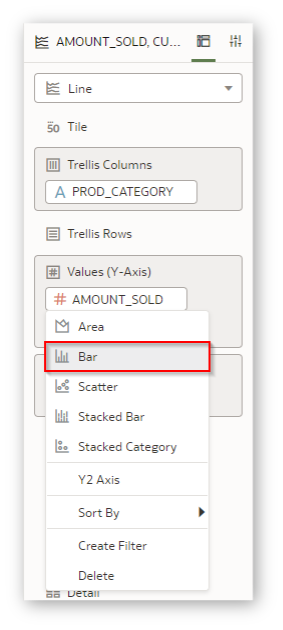 AMOUNT_SOLD, CU...
Line
50 Tile
Trellis Columns
A PROD_CATEGORY
Trellis Rows
# Values (Y-Axis)
# AMOUNT_SOLD
Area
Bar
Scatter
Stacked Bar
Stacked Category
Y2 Axis
Sort By
Create Filter
Delete
Detail